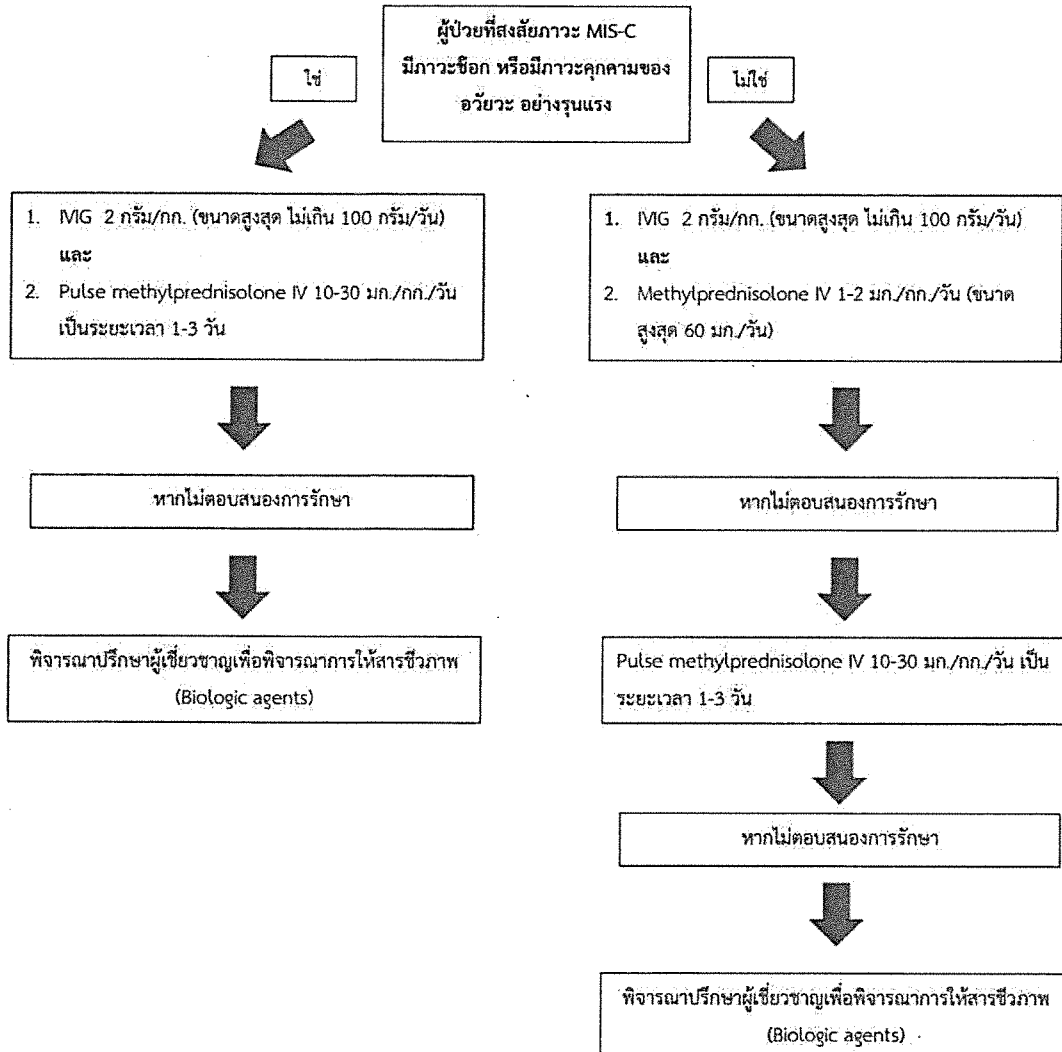 ผู้ป่วยที่สงสัยภาวะ MIS-C
มีภาวะช็อก หรือมีภาวะคุกคามของ
อวัยวะ อย่างรุนแรง
ใช่
ไม่ใช่
1. IVIG 2 กรัม/กก. (ขนาดสูงสุด ไม่เกิน 100 กรัม/วัน)
และ
2. Pulse methylprednisolone IV 10-30 มก./กก./วัน
เป็นระยะเวลา 1-3 วัน
หากไม่ตอบสนองการรักษา
พิจารณาปรึกษาผู้เชี่ยวชาญเพื่อพิจารณาการให้สารชีวภาพ
(Biologic agents)
1. IVIG 2 กรัม/กก. (ขนาดสูงสุด ไม่เกิน 100 กรัม/วัน)
และ
2. Methylprednisolone IV 1-2 มก./กก./วัน (ขนาด
สูงสุด 60 มก./วัน)
หากไม่ตอบสนองการรักษา
Pulse methylprednisolone IV 10-30 มก./กก./วัน เป็น
ระยะเวลา 1-3 วัน
หากไม่ตอบสนองการรักษา
พิจารณาปรึกษาผู้เชี่ยวชาญเพื่อพิจารณาการให้สารชีวภาพ
(Biologic agents)